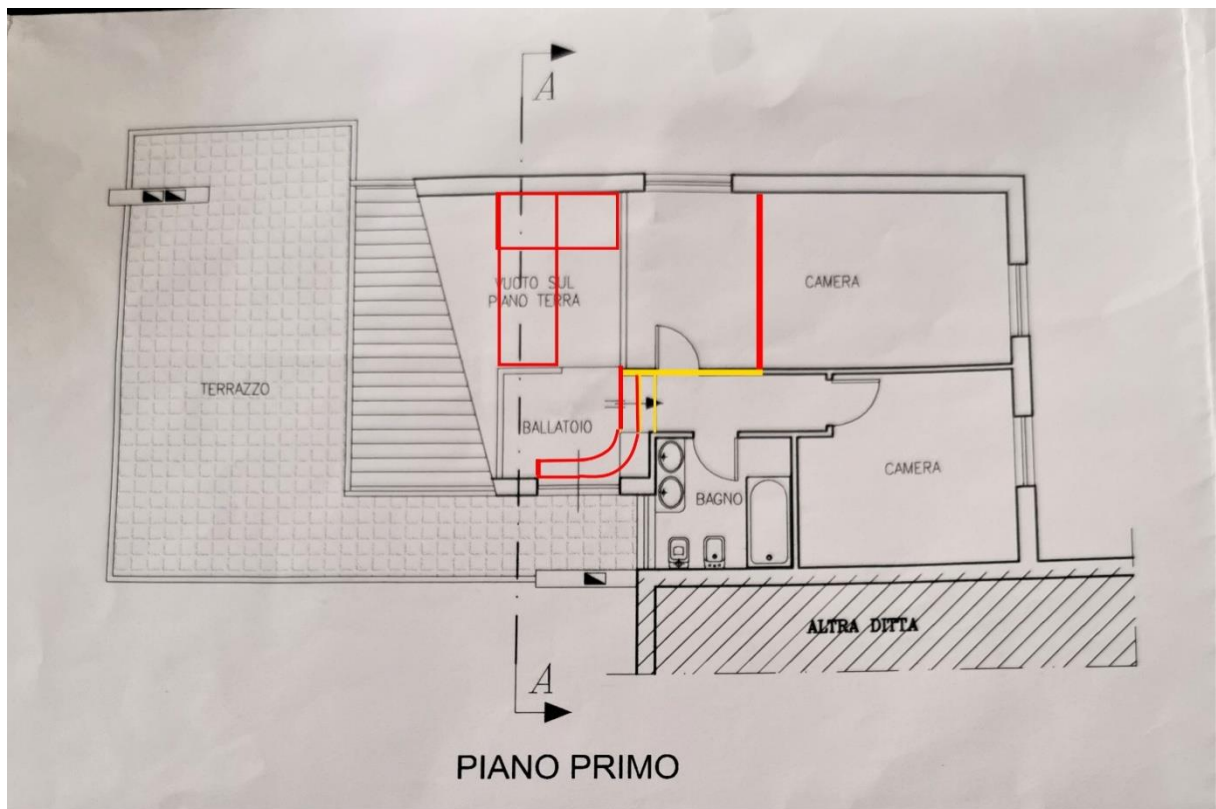 A
VUOTO SUL
PIANO TERRA
CAMERA
TERRAZZO
BALLATOIO
CAMERA
BAGNO
ALTRA DITTA
A
PIANO PRIMO